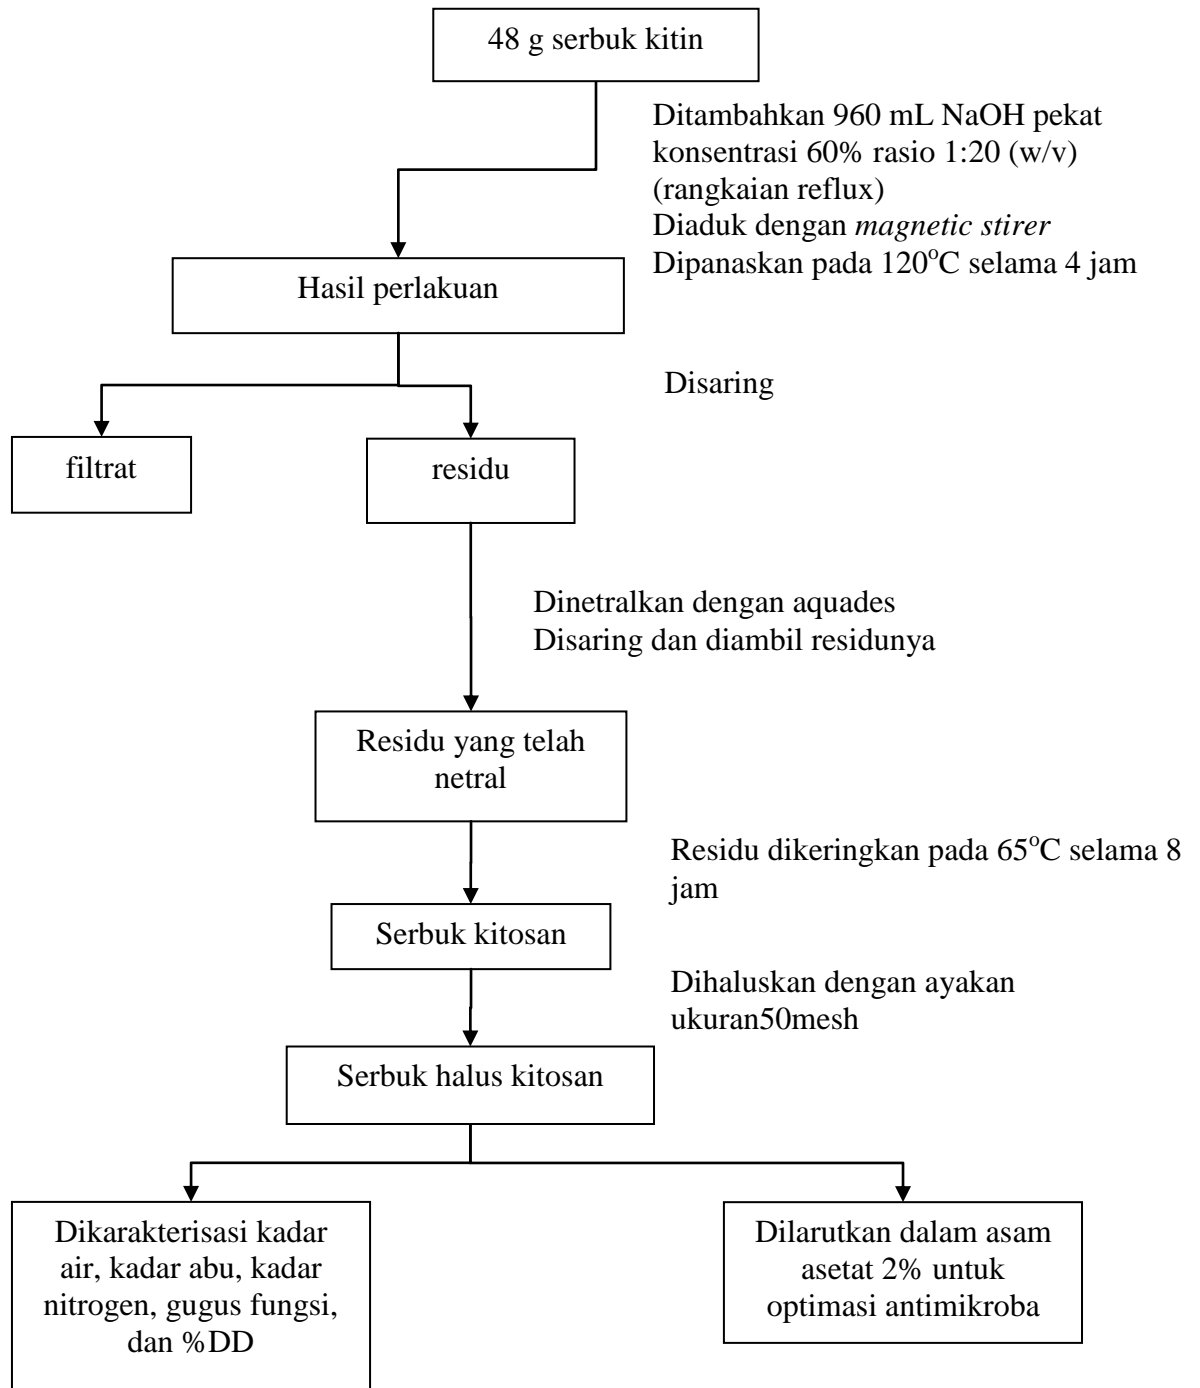 48 g serbuk kitin
Ditambahkan 960 mL NaOH pekat
konsentrasi 60% rasio 1:20 (w/v)
(rangkaian reflux)
Diaduk dengan magnetic stirer
Dipanaskan pada 120°C selama 4 jam
Hasil perlakuan
Disaring
filtrat
residu
Dinetralkan dengan aquades
Disaring dan diambil residunya
Residu yang telah
netral
Residu dikeringkan pada 65°C selama 8
jam
Serbuk kitosan
Dihaluskan dengan ayakan
ukuran50mesh
Serbuk halus kitosan
Dikarakterisasi kadar
air, kadar abu, kadar
nitrogen, gugus fungsi,
dan %DD
Dilarutkan dalam asam
asetat 2% untuk
optimasi antimikroba